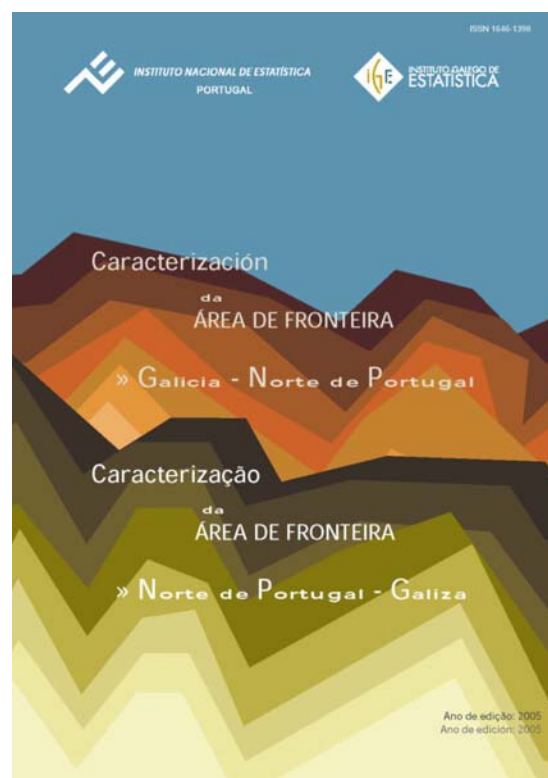 ISSN 1646-1398
INSTITUTO NACIONAL DE ESTATÍSTICA
PORTUGAL
iGE
INSTITUTO GALEGO DE
ESTATÍSTICA
Caracterización
da
ÁREA DE FRONTEIRA
» Galicia - Norte de Portugal
Caracterização
da
ÁREA DE FRONTEIRA
» Norte de Portugal - Galiza
Ano de edição: 2005
Ano de edición: 2005